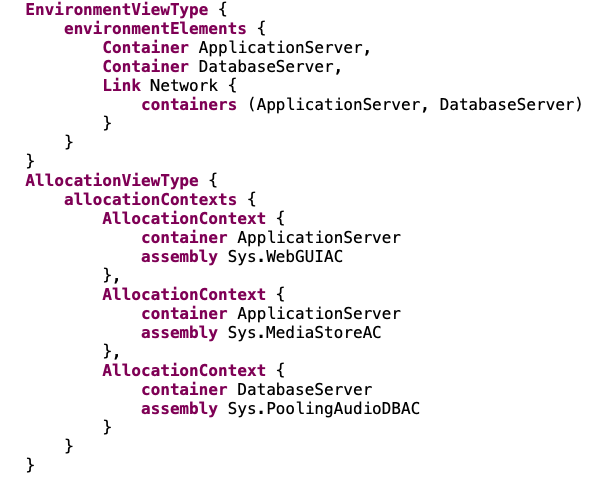 EnvironmentViewType {
    environmentElements {
        Container ApplicationServer,
        Container DatabaseServer,
        Link Network {
            containers (ApplicationServer, DatabaseServer)
        }
    }
}
AllocationViewType {
    allocationContexts {
        AllocationContext {
            container ApplicationServer
            assembly Sys.WebGUIAC
        },
        AllocationContext {
            container ApplicationServer
            assembly Sys.MediaStoreAC
        },
        AllocationContext {
            container DatabaseServer
            assembly Sys.PoolingAudioDBAC
        }
    }
}